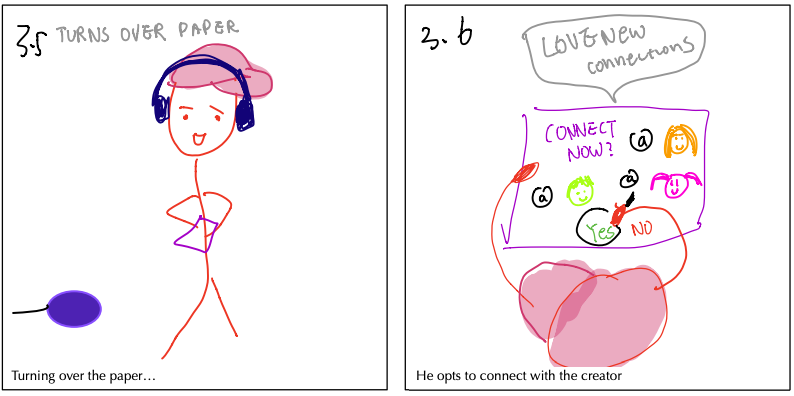 3.5 TURNS OVER PAPER
Turning over the paper...
3.6
LOVE NEW
connections
CONNECT
NOW?
@
@
@
Yes NO
He opts to connect with the creator